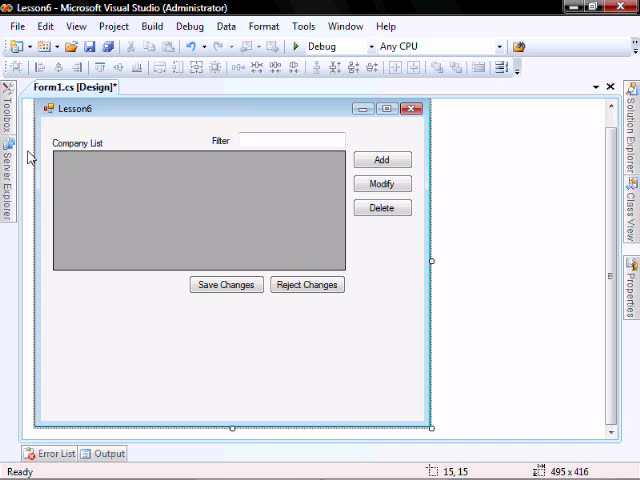 Lesson6 - Microsoft Visual Studio (Administrator)
File Edit View Project Build Debug Data Format Tools Window Help
Debug Any CPU
Form1.cs [Design]*
Toolbox
Server Explorer
Lesson6
Company List Filter
Add
Modify
Delete
Save Changes Reject Changes
Solution Explorer
Class View
Properties
Error List Output
Ready 15, 15 495 x 416